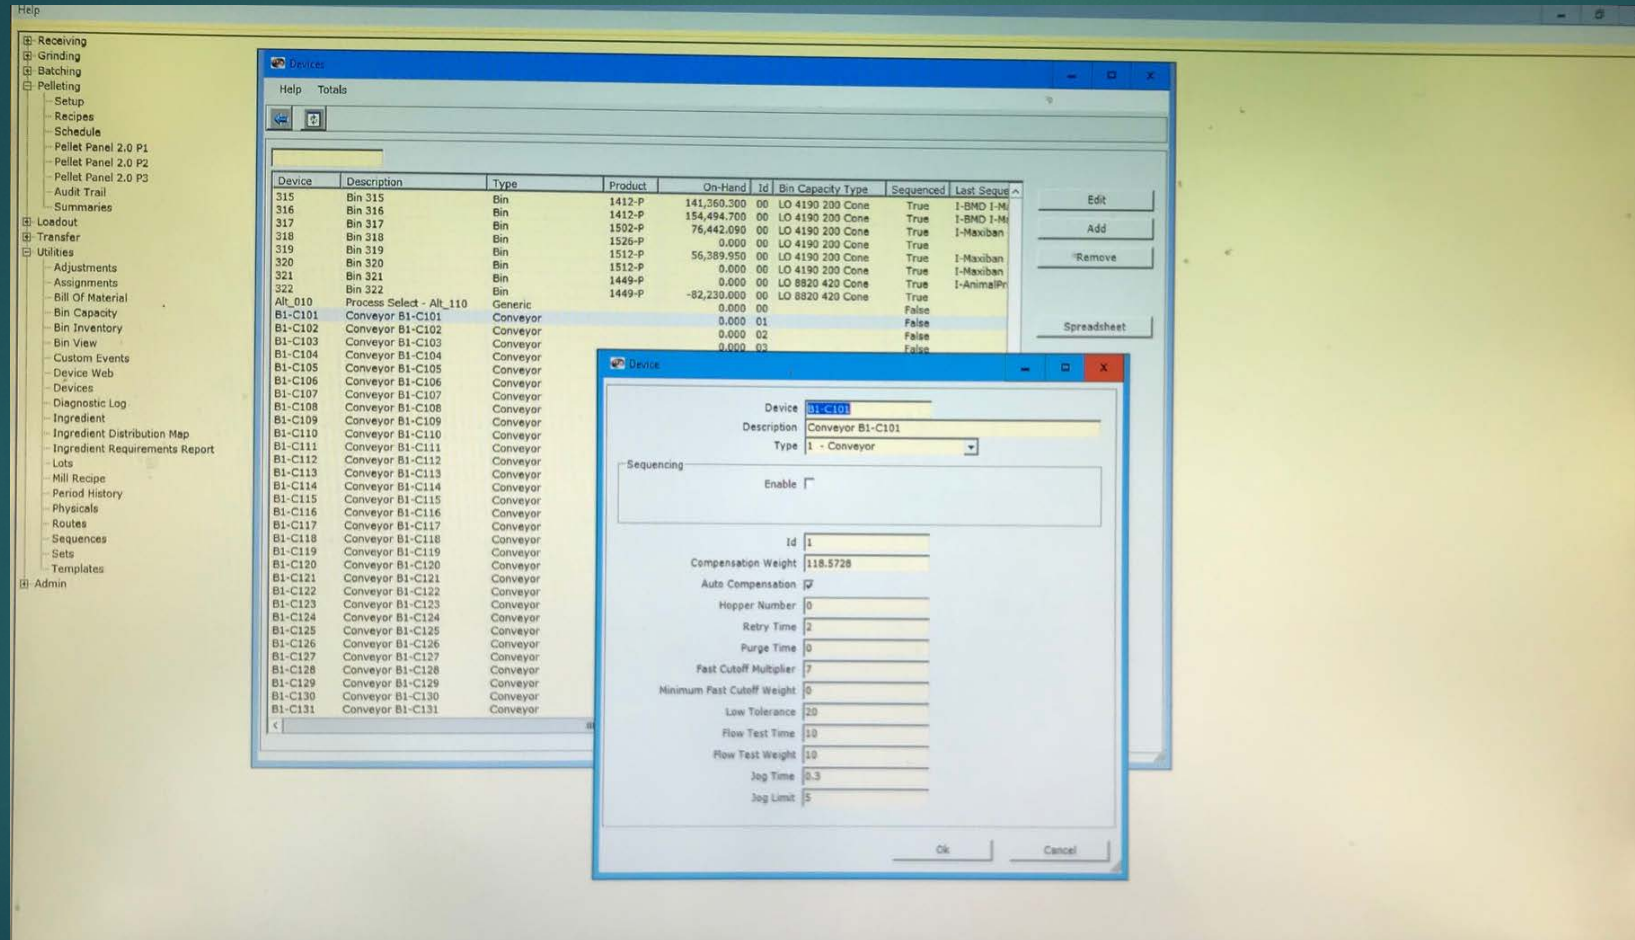 Help
Receiving
Grinding
Batching
Pelleting
Setup
Recipes
Schedule
Pellet Panel 2.0 P1
Pellet Panel 2.0 P2
Pellet Panel 2.0 P3
Audit Trail
Summaries
Loadout
Transfer
Utilities
Adjustments
Assignments
Bill Of Material
Bin Capacity
Bin Inventory
Bin View
Custom Events
Device Web
Devices
Diagnostic Log
Ingredient
Ingredient Distribution Map
Ingredient Requirements Report
Lots
Mill Recipe
Period History
Physicals
Routes
Sequences
Sets
Templates
Admin
Devices
Help Totals
Device Description Type Product On-Hand Id Bin Capacity Type Sequenced Last Seque
315 Bin 315 Bin 1412-P 141,360.300 00 LO 4190 200 Cone True I-BMD I-M
316 Bin 316 Bin 1412-P 154,494.700 00 LO 4190 200 Cone True I-BMD I-M
317 Bin 317 Bin 1502-P 76,442.090 00 LO 4190 200 Cone True I-Maxiban
318 Bin 318 Bin 1526-P 0.000 00 LO 4190 200 Cone True
319 Bin 319 Bin 1512-P 56,389.950 00 LO 4190 200 Cone True I-Maxiban
320 Bin 320 Bin 1512-P 0.000 00 LO 4190 200 Cone True I-Maxiban
321 Bin 321 Bin 1449-P 0.000 00 LO 8820 420 Cone True I-AnimalPr
322 Bin 322 Bin 1449-P -82,230.000 00 LO 8820 420 Cone True
Alt_010 Process Select - Alt_110 Generic 0.000 00 False
B1-C101 Conveyor B1-C101 Conveyor 0.000 01 False
B1-C102 Conveyor B1-C102 Conveyor 0.000 02 False
B1-C103 Conveyor B1-C103 Conveyor 0.000 03 False
B1-C104 Conveyor B1-C104 Conveyor
B1-C105 Conveyor B1-C105 Conveyor
B1-C106 Conveyor B1-C106 Conveyor
B1-C107 Conveyor B1-C107 Conveyor
B1-C108 Conveyor B1-C108 Conveyor
B1-C109 Conveyor B1-C109 Conveyor
B1-C110 Conveyor B1-C110 Conveyor
B1-C111 Conveyor B1-C111 Conveyor
B1-C112 Conveyor B1-C112 Conveyor
B1-C113 Conveyor B1-C113 Conveyor
B1-C114 Conveyor B1-C114 Conveyor
B1-C115 Conveyor B1-C115 Conveyor
B1-C116 Conveyor B1-C116 Conveyor
B1-C117 Conveyor B1-C117 Conveyor
B1-C118 Conveyor B1-C118 Conveyor
B1-C119 Conveyor B1-C119 Conveyor
B1-C120 Conveyor B1-C120 Conveyor
B1-C121 Conveyor B1-C121 Conveyor
B1-C122 Conveyor B1-C122 Conveyor
B1-C123 Conveyor B1-C123 Conveyor
B1-C124 Conveyor B1-C124 Conveyor
B1-C125 Conveyor B1-C125 Conveyor
B1-C126 Conveyor B1-C126 Conveyor
B1-C127 Conveyor B1-C127 Conveyor
B1-C128 Conveyor B1-C128 Conveyor
B1-C129 Conveyor B1-C129 Conveyor
B1-C130 Conveyor B1-C130 Conveyor
B1-C131 Conveyor B1-C131 Conveyor
Edit
Add
Remove
Spreadsheet
Device
Device B1-C101
Description Conveyor B1-C101
Type 1 - Conveyor
Sequencing
Enable
Id 1
Compensation Weight 118.5728
Auto Compensation
Hopper Number 0
Retry Time 2
Purge Time 0
Fast Cutoff Multiplier 7
Minimum Fast Cutoff Weight 0
Low Tolerance 20
Flow Test Time 10
Flow Test Weight 10
Jog Time 0.3
Jog Limit 5
Ok Cancel